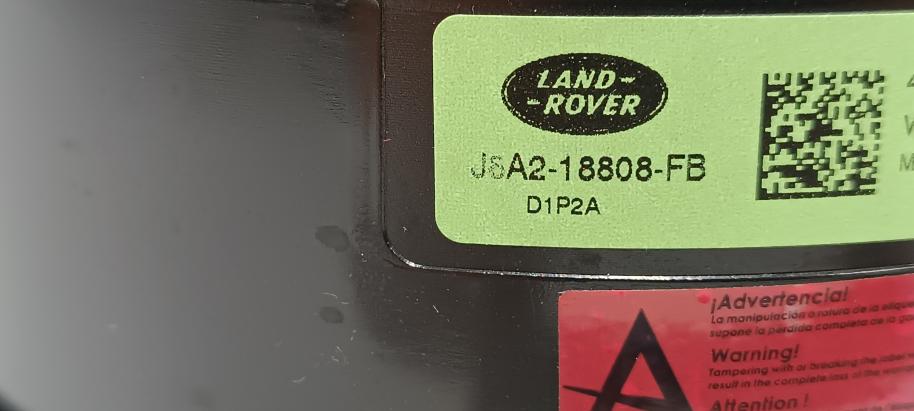 LAND-
-ROVER
J8A2-18808-FB
D1P2A
¡Advertencia!
La manipulación o rotura de la
supone la pérdida completa de la
Warning!
Tampering with or breaking the label
result in the complete loss of the
Attention !